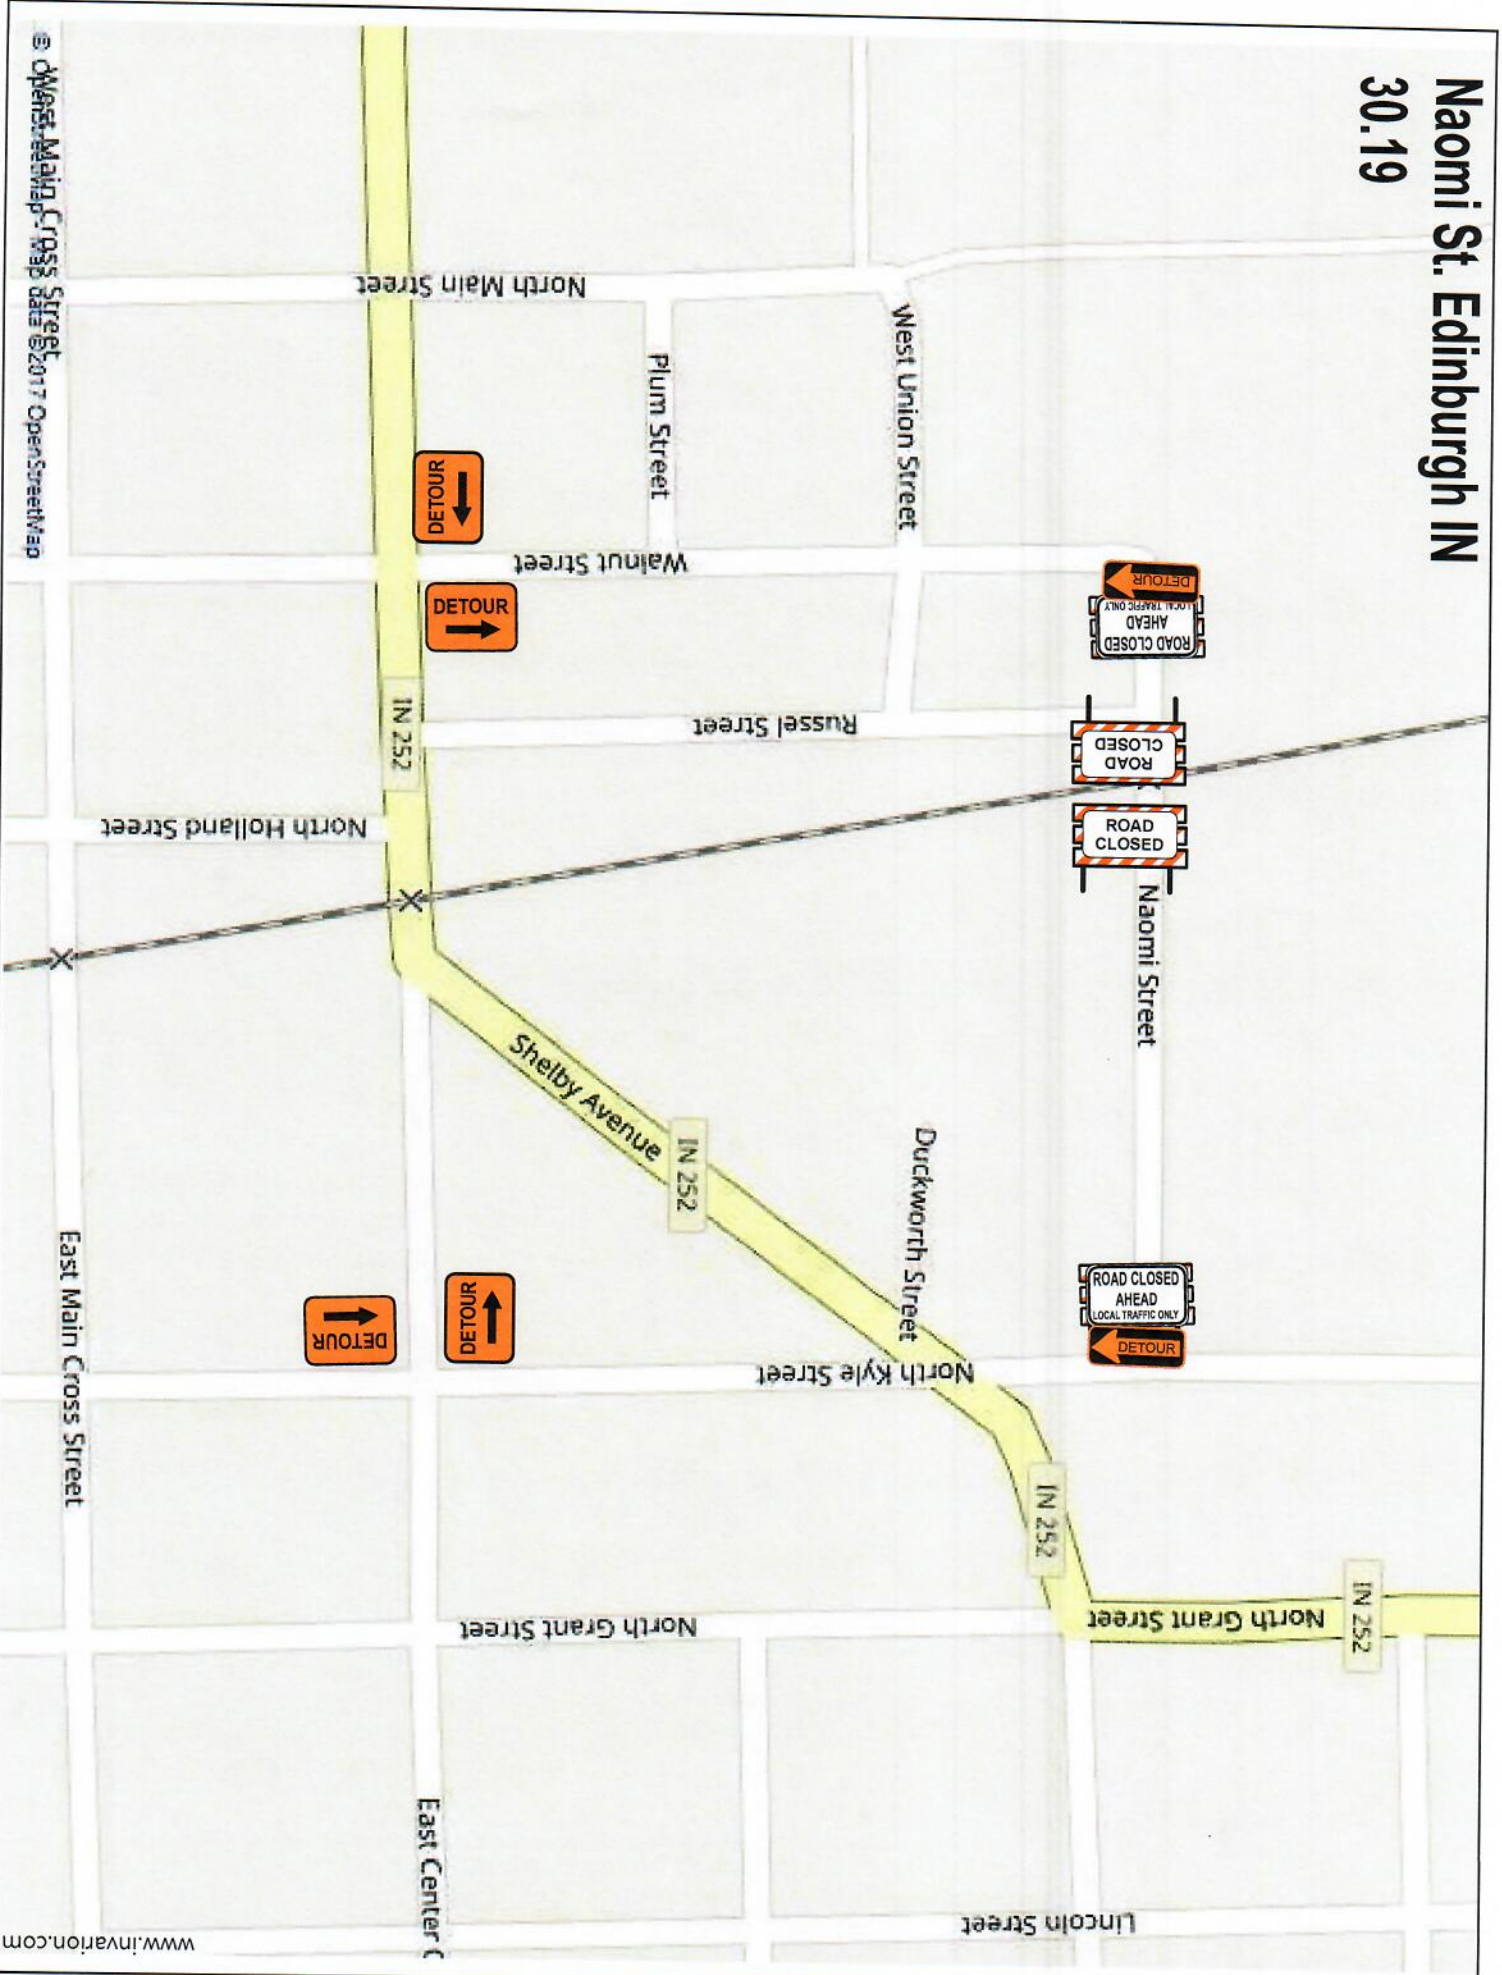 Naomi St. Edinburgh IN
30.19
ROAD CLOSED
AHEAD
LOCAL TRAFFIC ONLY
DETOUR
ROAD
CLOSED
ROAD
CLOSED
Naomi Street
ROAD CLOSED
AHEAD
LOCAL TRAFFIC ONLY
DETOUR
West Union Street
Duckworth Street
Plum Street
North Main Street
Walnut Street
Russel Street
North Kyle Street
North Grant Street
IN 252
IN 252
North Grant Street
Lincoln Street
DETOUR
DETOUR
IN 252
Shelby Avenue
IN 252
North Holland Street
DETOUR
DETOUR
East Center C
West Main Cross Street
East Main Cross Street
© OpenStreetMap - Map data ©2017 OpenStreetMap
www.invarion.com